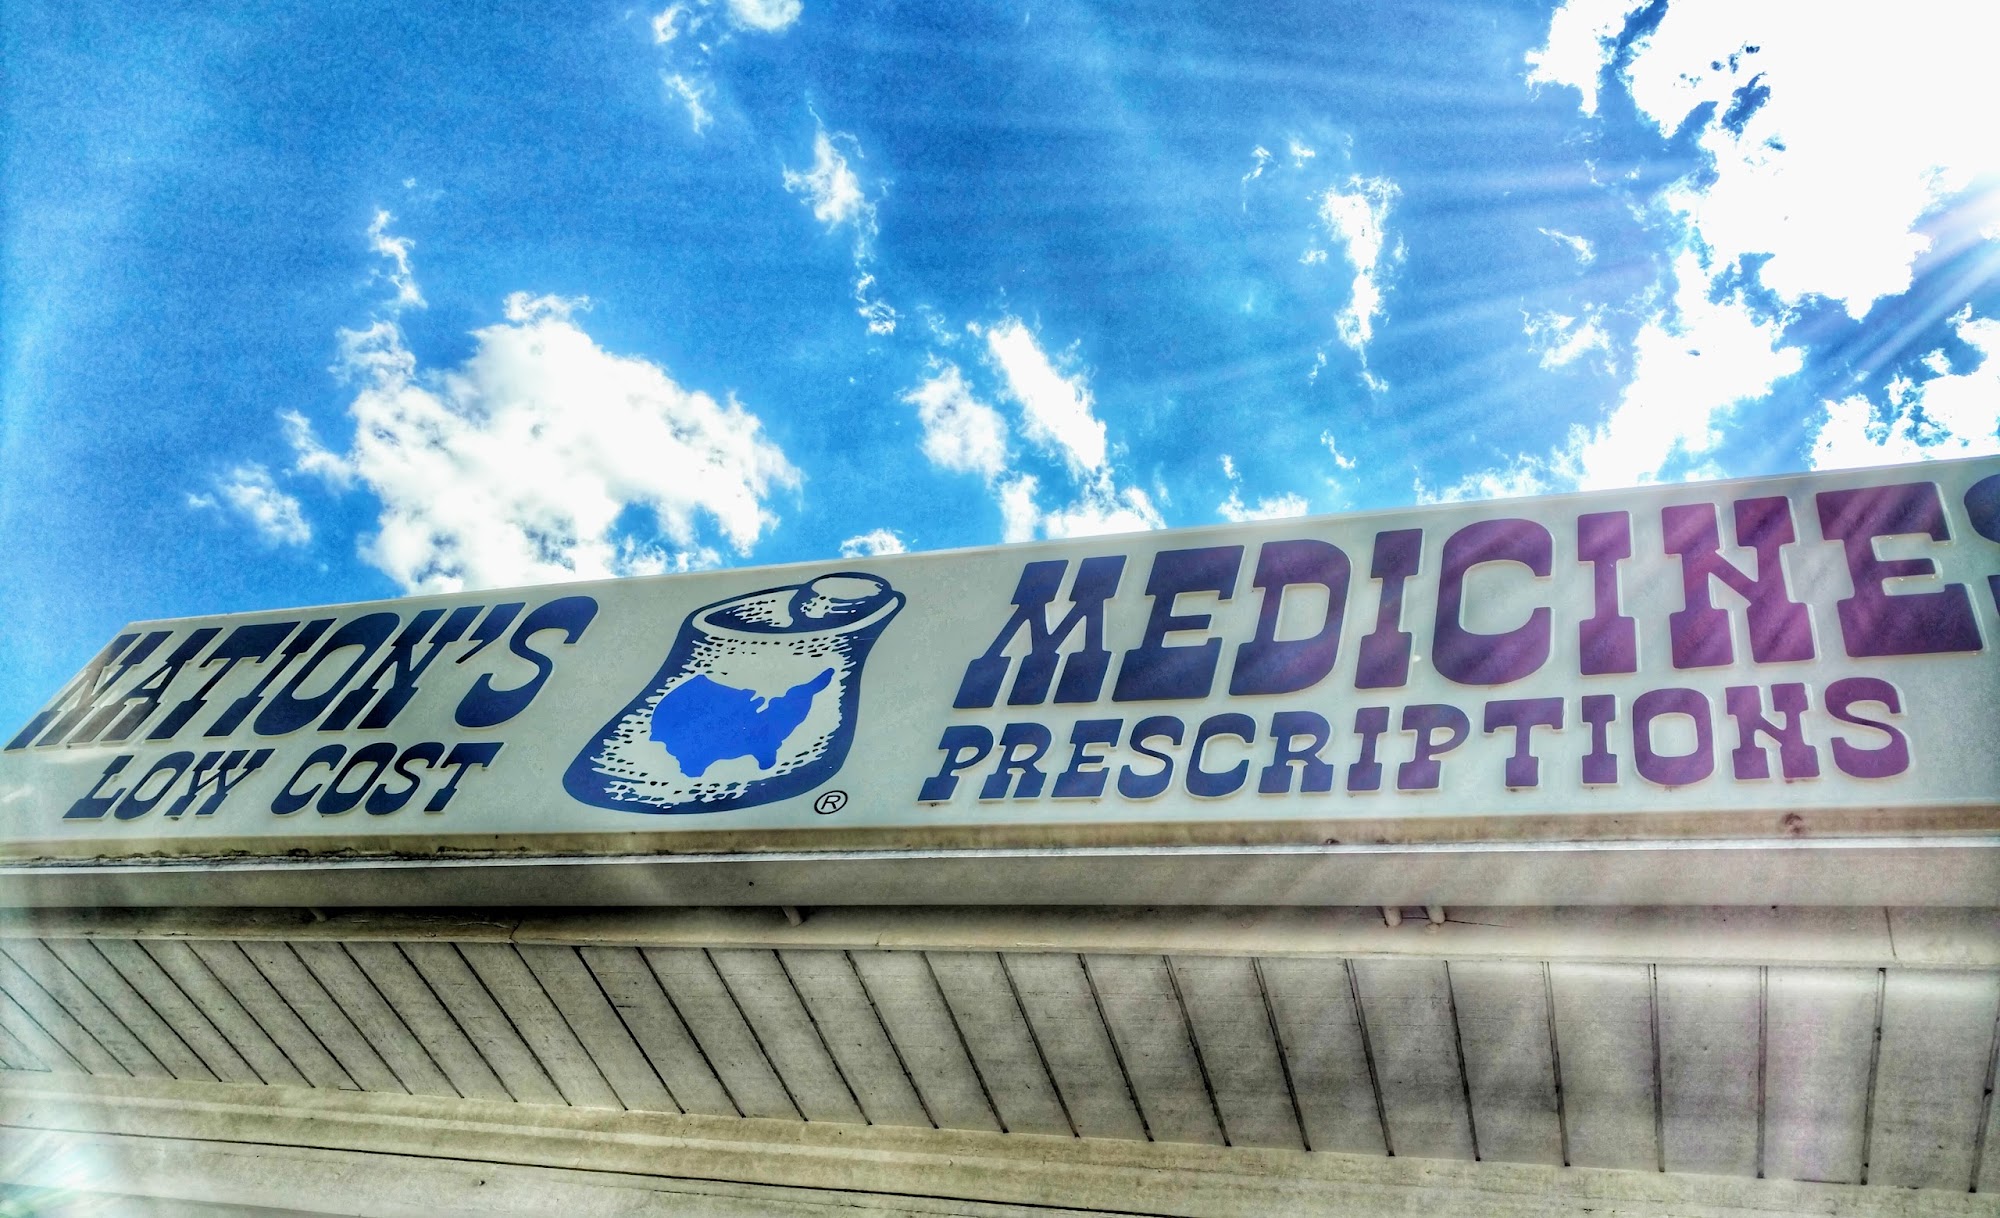 NATION'S MEDICINES
LOW COST PRESCRIPTIONS
®